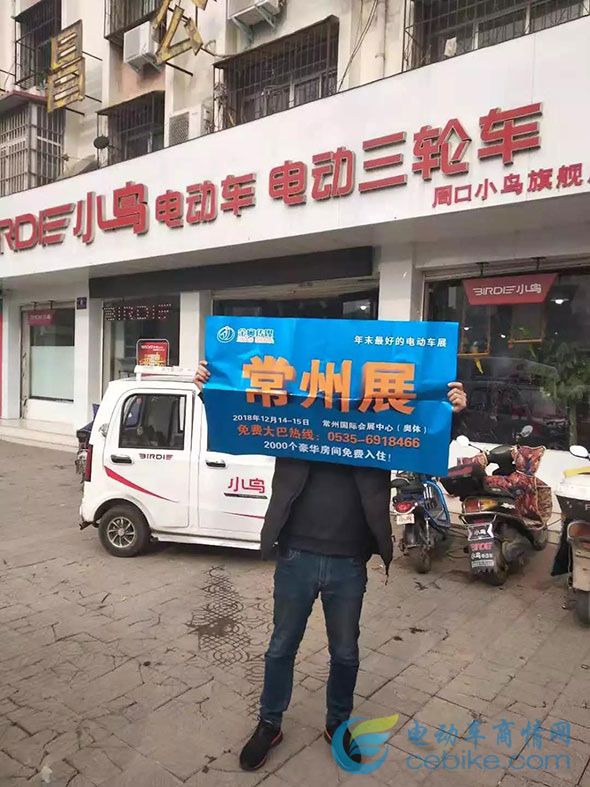 昌
公
BIRDIE小鸟 电动车 电动三轮车
周口小鸟旗舰
BIRDIE小鸟
BIRDIE
年末最好的电动车展
常州展
2018年12月14-15日 常州国际会展中心（奥体）
免费大巴热线：0535-6918466
2000个豪华房间免费入住！
BIRDIE
小鸟
电动车商情网
cebike.com